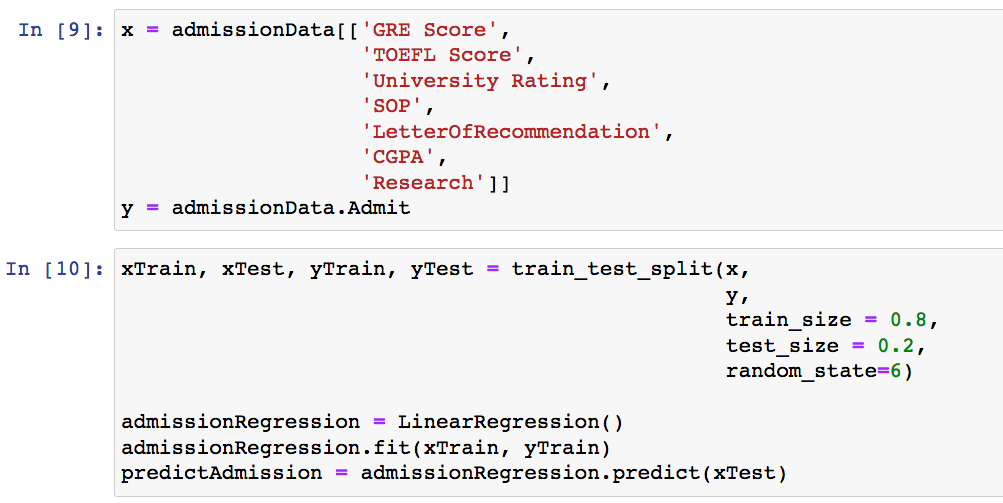 In [9]: x = admissionData[['GRE Score',
'TOEFL Score',
'University Rating',
'SOP',
'LetterOfRecommendation',
'CGPA',
'Research']]
y = admissionData.Admit
In [10]: xTrain, xTest, yTrain, yTest = train_test_split(x,
y,
train_size = 0.8,
test_size = 0.2,
random_state=6)
admissionRegression = LinearRegression()
admissionRegression.fit(xTrain, yTrain)
predictAdmission = admissionRegression.predict(xTest)